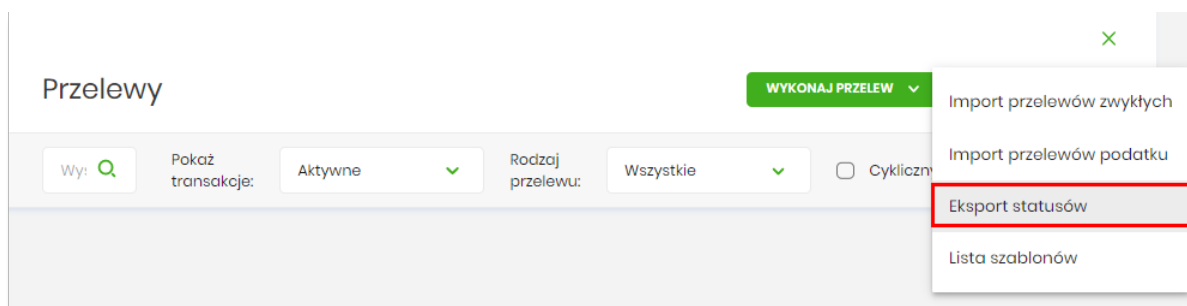 Przelewy
WYKONAJ PRZELEW
Import przelewów zwykłych
Import przelewów podatku
Eksport statusów
Lista szablonów
Pokaż
transakcje:
Aktywne
Rodzaj
przelewu:
Wszystkie